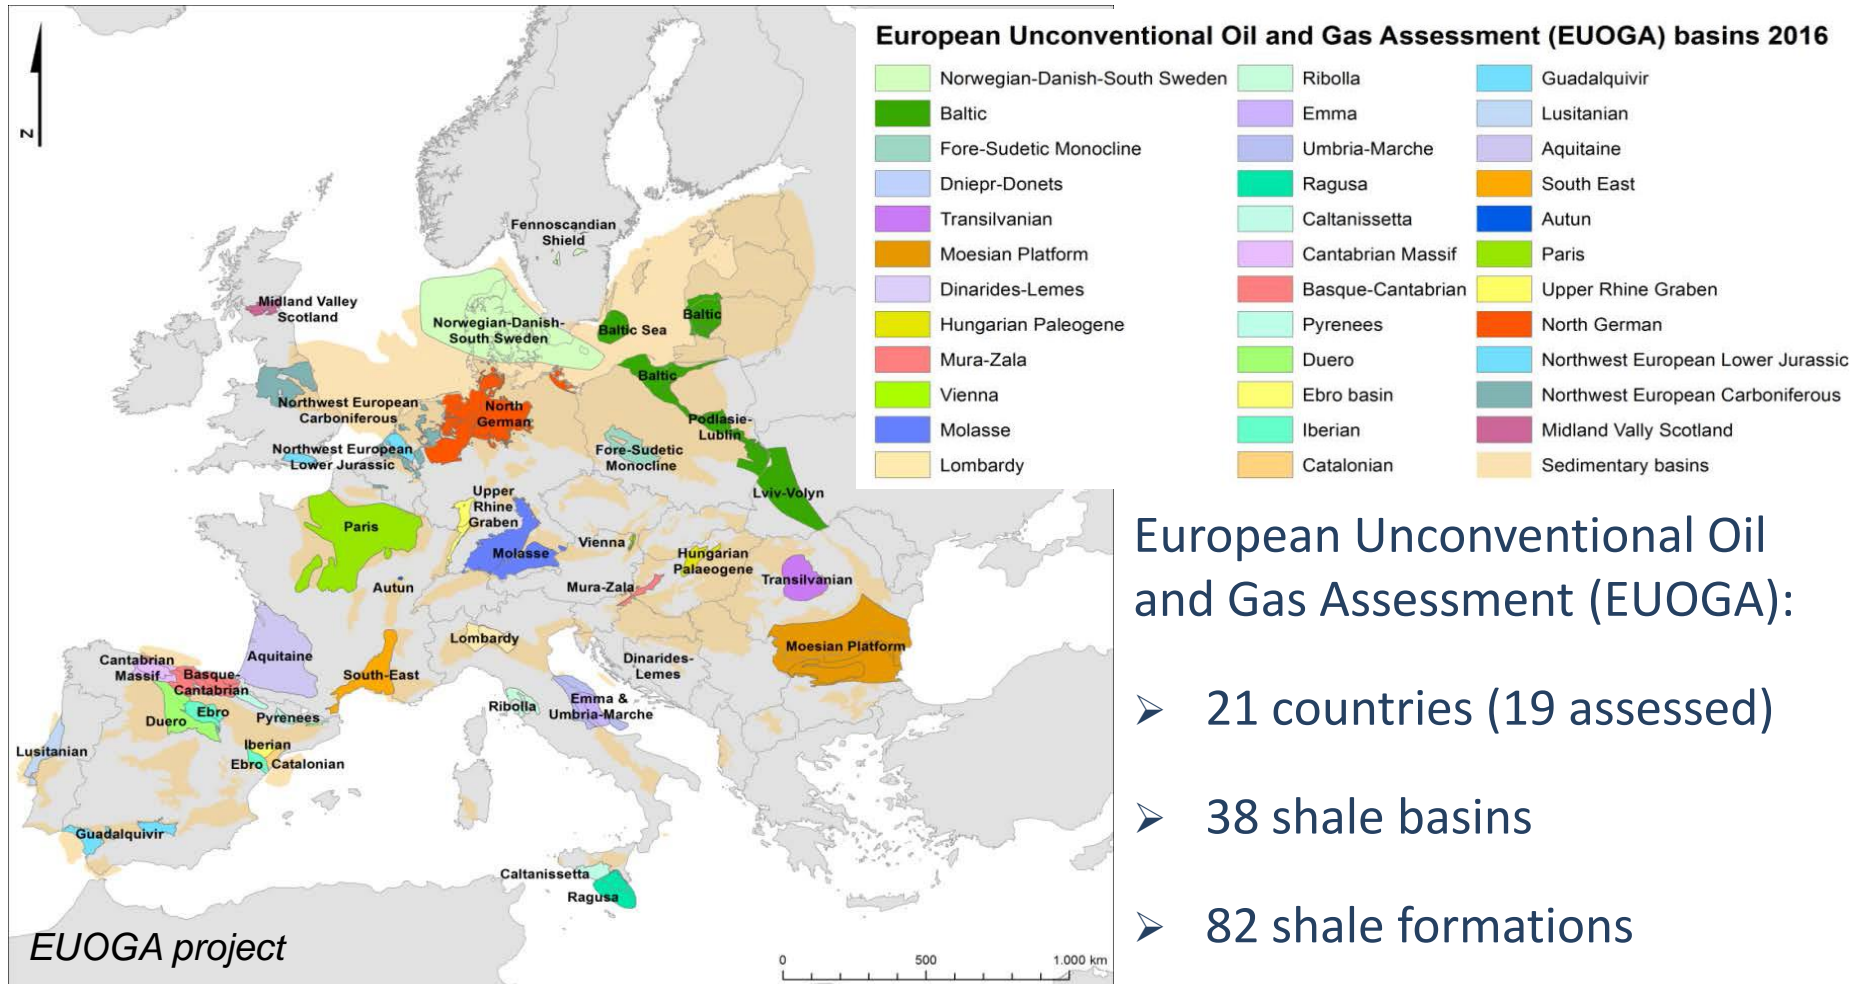 European Unconventional Oil and Gas Assessment (EUOGA) basins 2016
Norwegian-Danish-South Sweden
Baltic
Fore-Sudetic Monocline
Dniepr-Donets
Transilvanian
Moesian Platform
Dinarides-Lemes
Hungarian Paleogene
Mura-Zala
Vienna
Molasse
Lombardy
Ribolla
Emma
Umbria-Marche
Ragusa
Caltanissetta
Cantabrian Massif
Basque-Cantabrian
Pyrenees
Duero
Ebro basin
Iberian
Catalonian
Guadalquivir
Lusitanian
Aquitaine
South East
Autun
Paris
Upper Rhine Graben
North German
Northwest European Lower Jurassic
Northwest European Carboniferous
Midland Vally Scotland
Sedimentary basins
N
Fennoscandian
Shield
Midland Valley
Scotland
Norwegian-Danish-
South Sweden
Baltic Sea
Baltic
Baltic
Northwest European
Carboniferous
North
German
Podlasie-
Lublin
Northwest European
Lower Jurassic
Fore-Sudetic
Monocline
Lviv-Volyn
Upper
Rhine
Graben
Paris
Molasse
Vienna
Hungarian
Palaeogene
Transilvanian
Autun
Mura-Zala
Lombardy
Moesian Platform
Aquitaine
Cantabrian
Massif
Basque-
Cantabrian
South-East
Dinarides-
Lemes
Ribolla
Emma &
Umbria-Marche
Duero
Ebro
Pyrenees
Lusitanian
Iberian
Ebro
Catalonian
Guadalquivir
Caltanissetta
Ragusa
EUOGA project
0 500 1.000 km
European Unconventional Oil
and Gas Assessment (EUOGA):
➢ 21 countries (19 assessed)
➢ 38 shale basins
➢ 82 shale formations